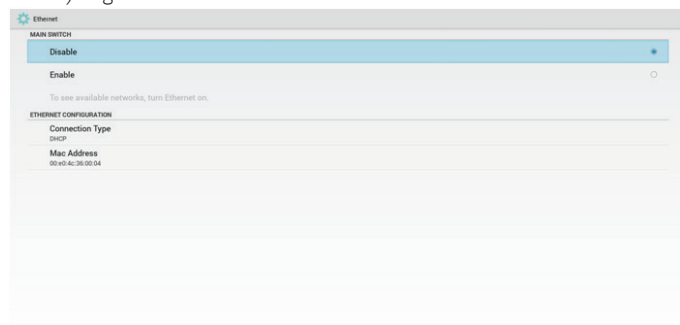 Ethernet
MAIN SWITCH
Disable
Enable
To see available networks, turn Ethernet on.
ETHERNET CONFIGURATION
Connection Type
DHCP
Mac Address
00:e0:4c:36:00:04